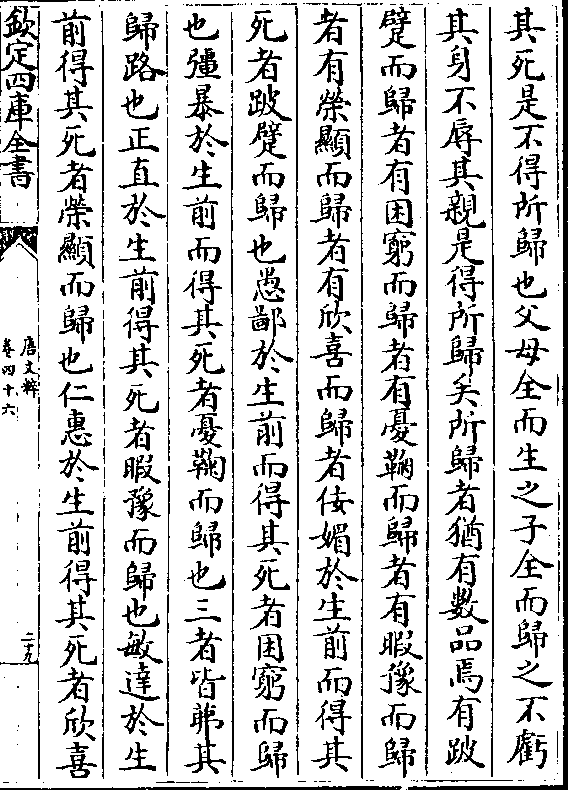 其死是不得所歸也父母全而生之子全而歸之不虧
其身不辱其親是得所歸矣所歸者猶有數品焉有跛
躄而歸者有困窮而歸者有憂鞠而歸者有暇豫而歸
者有榮顯而歸者有欣喜而歸者佞媚於生前而得其
死者跛躄而歸也愆鄙於生前而得其死者困窮而歸
也彊暴於生前而得其死者憂鞠而歸也三者皆非其
歸路也正直於生前得其死者暇豫而歸也敏達於生
前得其死者榮顯而歸也仁惠於生前得其死者欣喜
欽定四庫全書
唐文粹
卷四十六
二十九